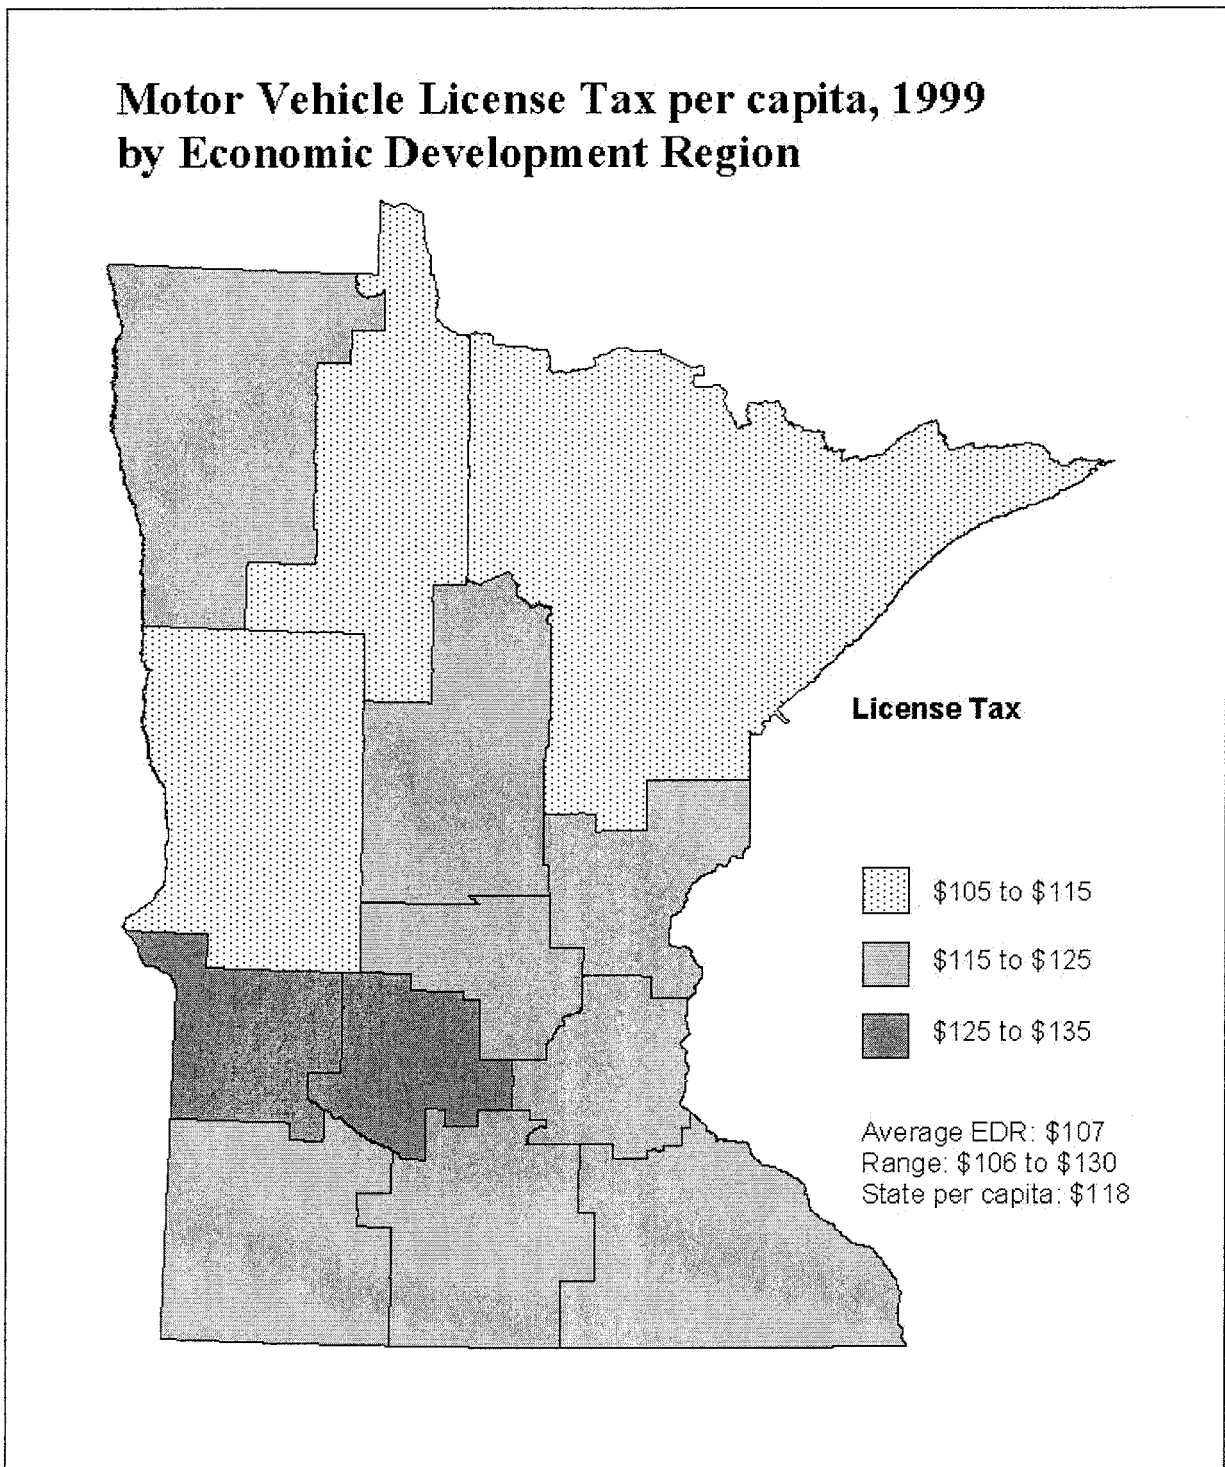 Motor Vehicle License Tax per capita, 1999
by Economic Development Region
License Tax
$105 to $115
$115 to $125
$125 to $135
Average EDR: $107
Range: $106 to $130
State per capita: $118